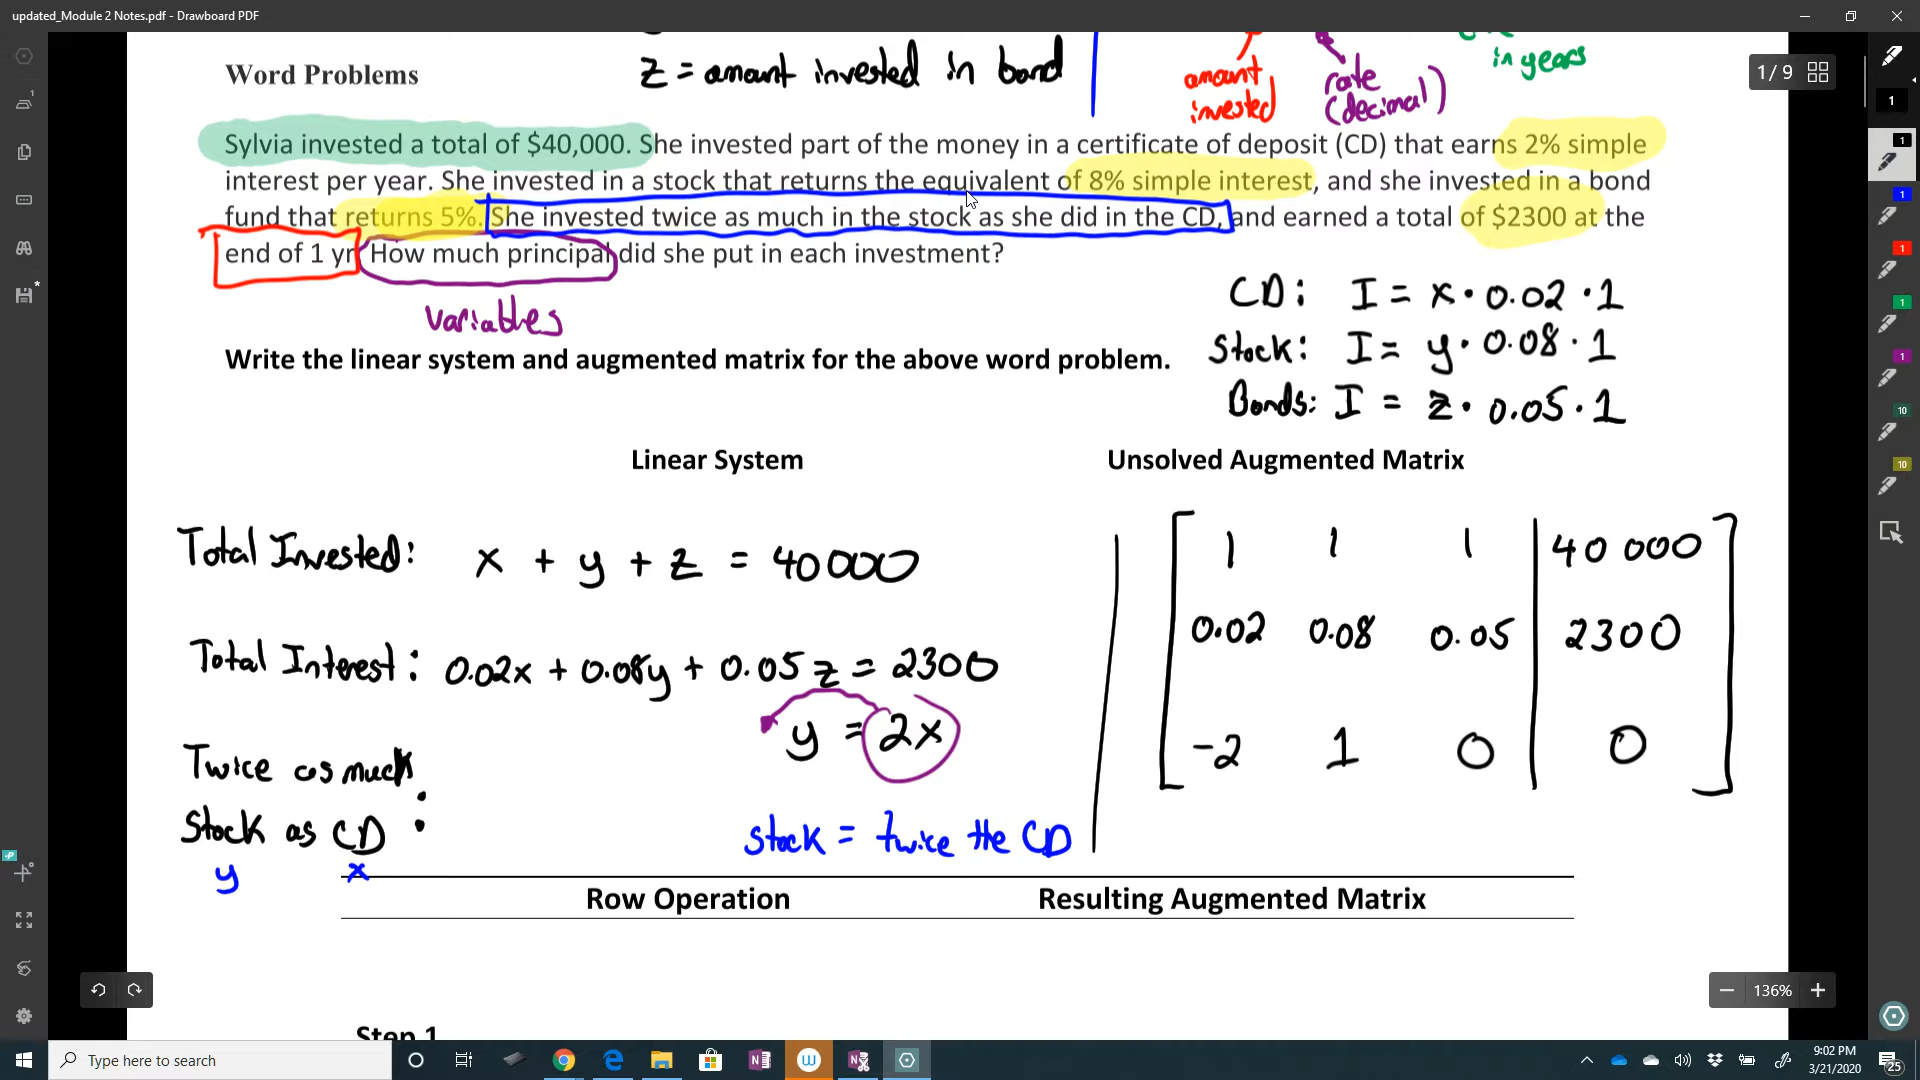 updated_Module 2 Notes.pdf - Drawboard PDF
Word Problems
z = amount invested in bond
amount
invested
rate
(decimal)
in years
1 / 9
Sylvia invested a total of $40,000. She invested part of the money in a certificate of deposit (CD) that earns 2% simple
interest per year. She invested in a stock that returns the equivalent of 8% simple interest, and she invested in a bond
fund that returns 5%. She invested twice as much in the stock as she did in the CD, and earned a total of $2300 at the
end of 1 yr. How much principal did she put in each investment?
variables
CD: I = x · 0.02 · 1
Stock: I = y · 0.08 · 1
Bonds: I = z · 0.05 · 1
Write the linear system and augmented matrix for the above word problem.
Linear System
Unsolved Augmented Matrix
Total Invested: x + y + z = 40000
1 1 1 40 000
Total Interest: 0.02x + 0.08y + 0.05z = 2300
0.02 0.08 0.05 2300
y = 2x
-2 1 0 0
Twice as much
Stock as CD :
y x
stock = twice the CD
Row Operation
Resulting Augmented Matrix
Step 1
136%
Type here to search
9:02 PM
3/21/2020
25
1
1
1
1
1
1
10
10